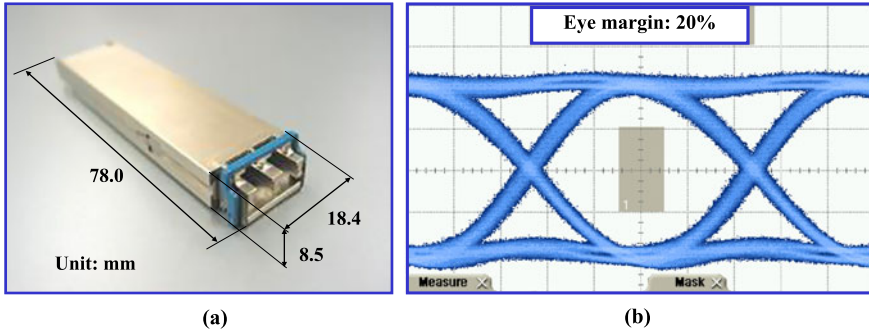 Eye margin: 20%
78.0
18.4
8.5
Unit: mm
1
Measure
Mask
(a)
(b)